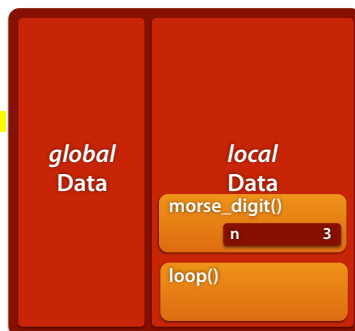 global
Data
local
Data
morse_digit()
n 3
loop()